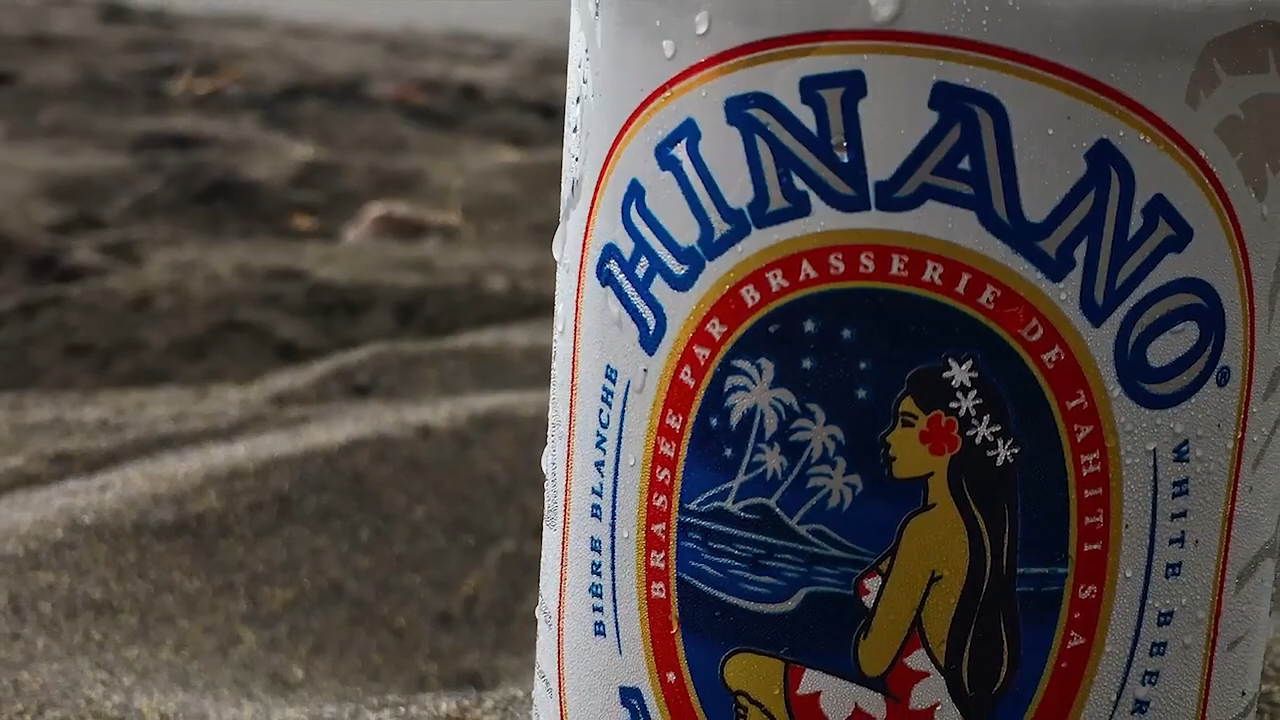 HINANO®
BRASSÉE PAR BRASSERIE DE TAHITI S.A.
BIÈRE BLANCHE
WHITE BEER